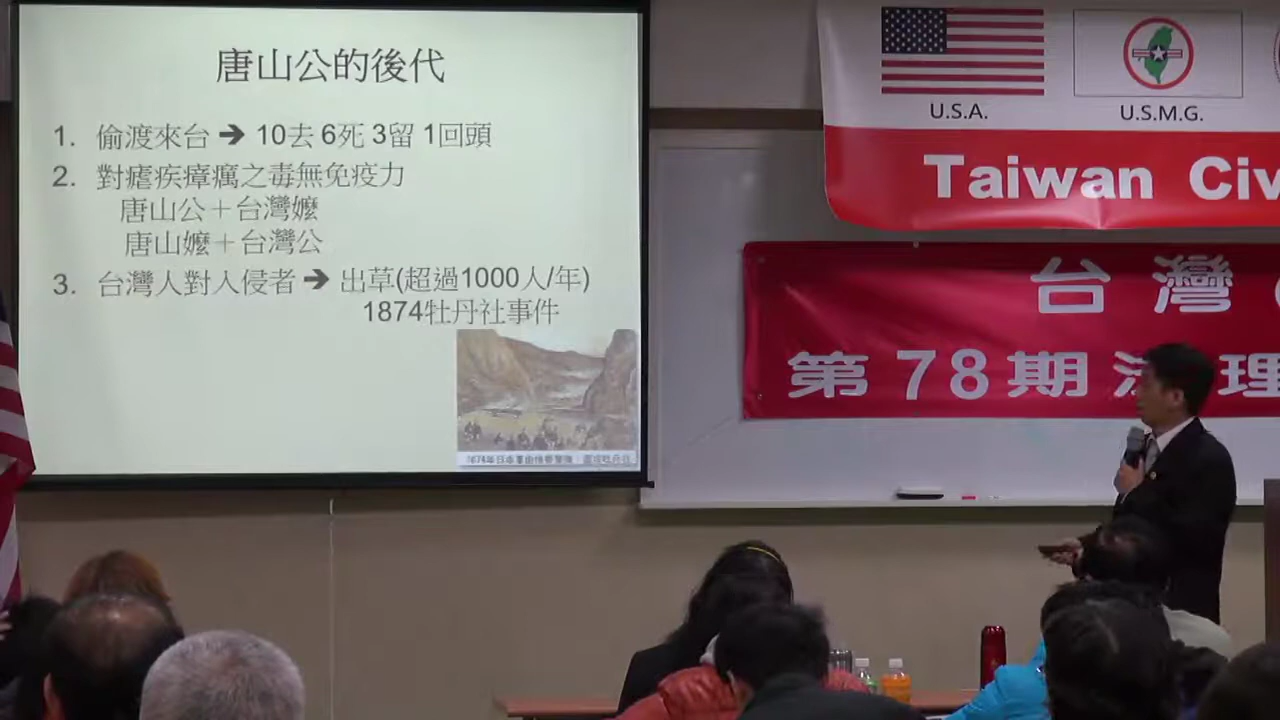 唐山公的後代
1. 偷渡來台 ➔ 10去 6死 3留 1回頭
2. 對瘧疾瘴癘之毒無免疫力
唐山公＋台灣嬤
唐山嬤＋台灣公
3. 台灣人對入侵者 ➔ 出草(超過1000人/年)
1874牡丹社事件
U.S.A.
U.S.M.G.
Taiwan Civ
台灣
第78期
理